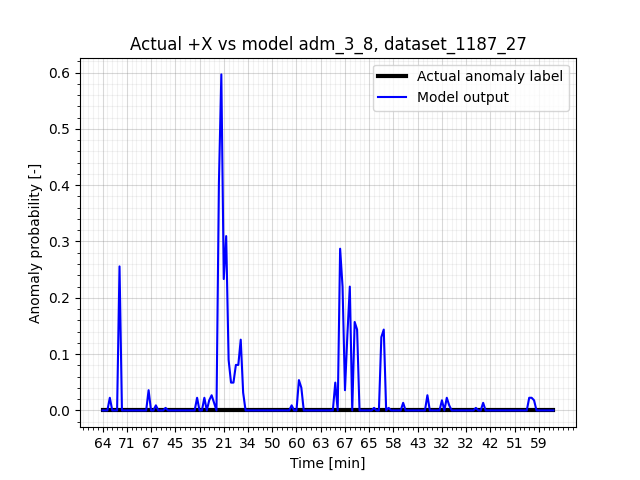 Actual +X vs model adm_3_8, dataset_1187_27
Actual anomaly label
Model output
Anomaly probability [-]
0.6
0.5
0.4
0.3
0.2
0.1
0.0
64 71 67 45 35 21 34 50 60 63 67 65 58 43 32 32 42 51 59
Time [min]